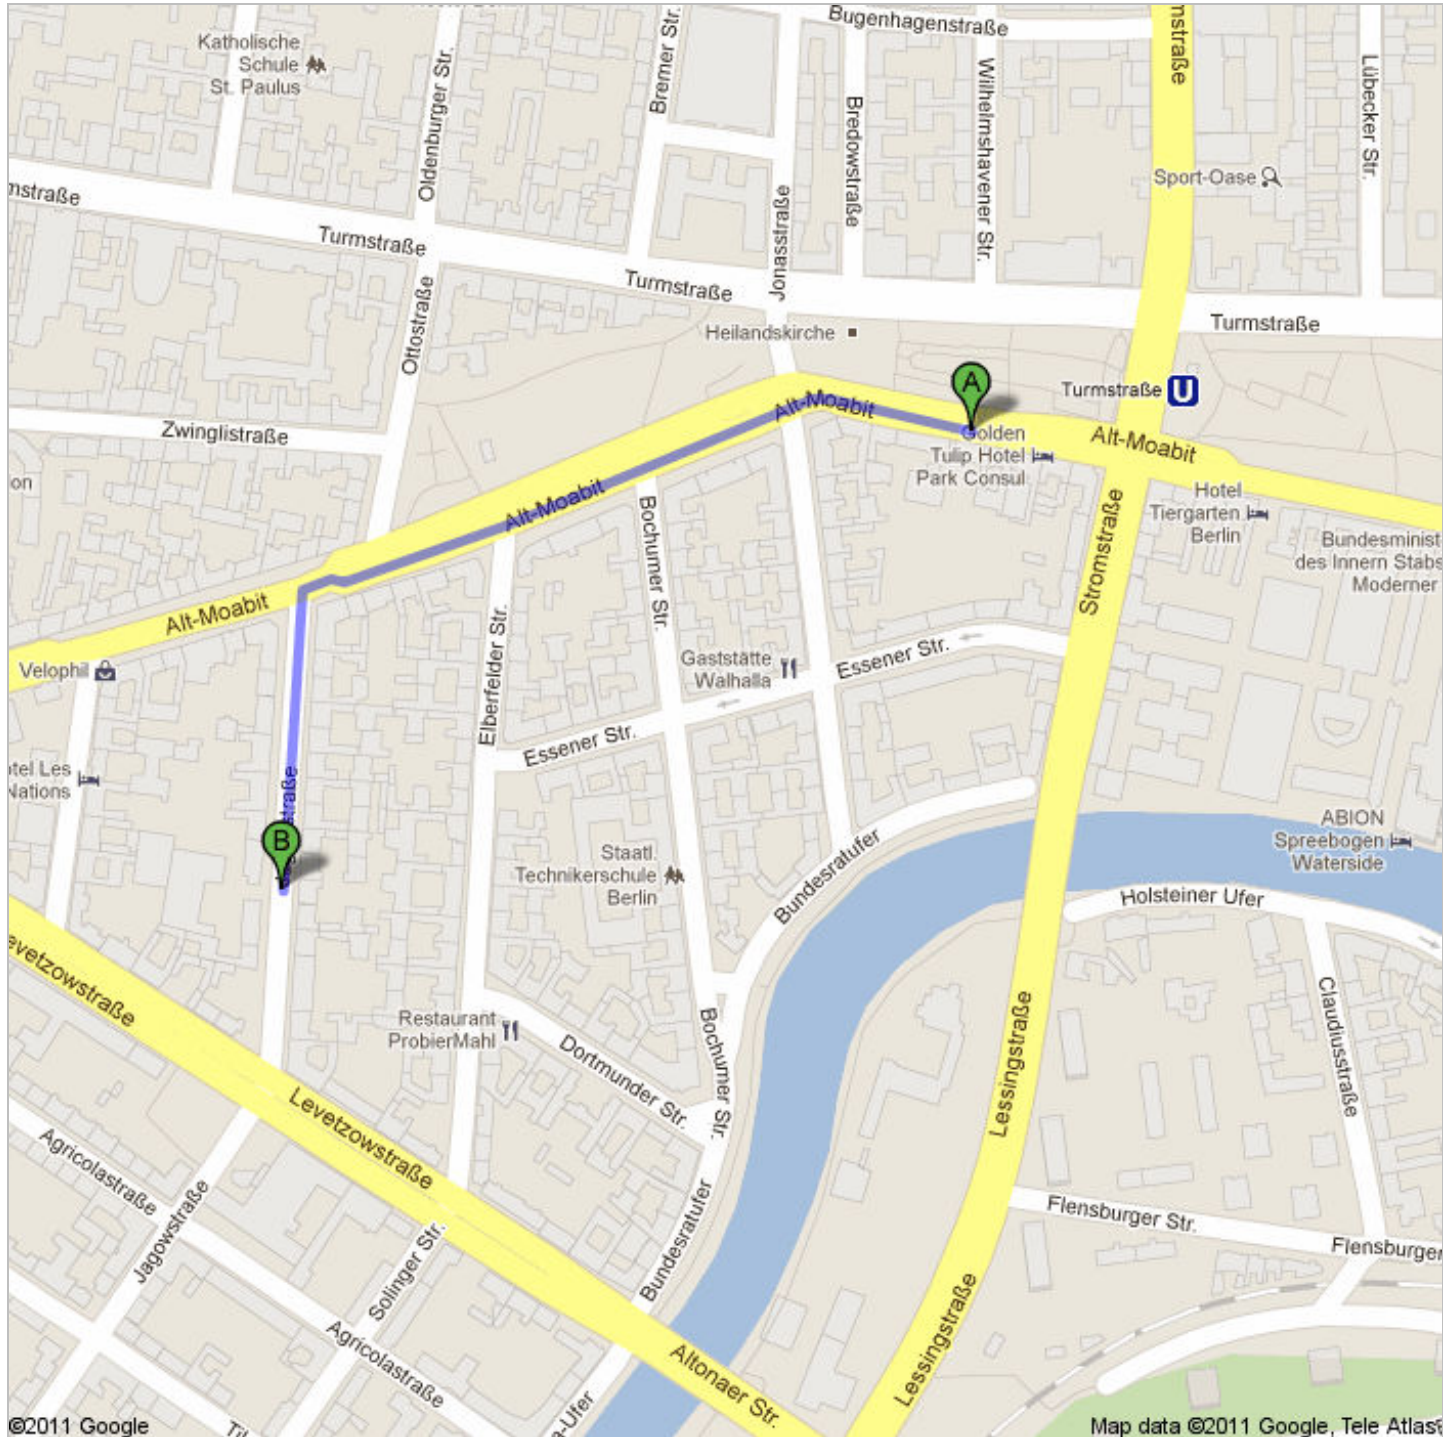 Bugenhagenstraße
Katholische
Schule
St. Paulus
Oldenburger Str.
Bremer Str.
Bredowstraße
Wilhelmshavener Str.
mstraße
Lübecker Str.
Sport-Oase
nstraße
Turmstraße
Turmstraße
Jonasstraße
Turmstraße
Ottostraße
Heilandskirche
A
Turmstraße U
Zwinglistraße
Alt-Moabit
Golden
Tulip Hotel
Park Consul
Alt-Moabit
on
Alt-Moabit
Hotel
Tiergarten
Berlin
Bundesminist
des Innern Stabs
Moderner
Bochumer Str.
Stromstraße
Alt-Moabit
Velophil
Elberfelder Str.
Gaststätte
Walhalla
Essener Str.
Essener Str.
tel Les
Nations
straße
B
ABION
Spreebogen
Waterside
Staatl.
Technikerschule
Berlin
Bundesratufer
Holsteiner Ufer
evetzowstraße
Restaurant
ProbierMahl
Dortmunder Str.
Bochumer Str.
Lessingstraße
Claudiusstraße
Levetzowstraße
Agricolastraße
Jagowstraße
Solinger Str.
Bundesratufer
Flensburger Str.
Flensburger
Agricolastraße
Altonaer Str.
Lessingstraße
a-Ufer
©2011 Google
Map data ©2011 Google, Tele Atlas